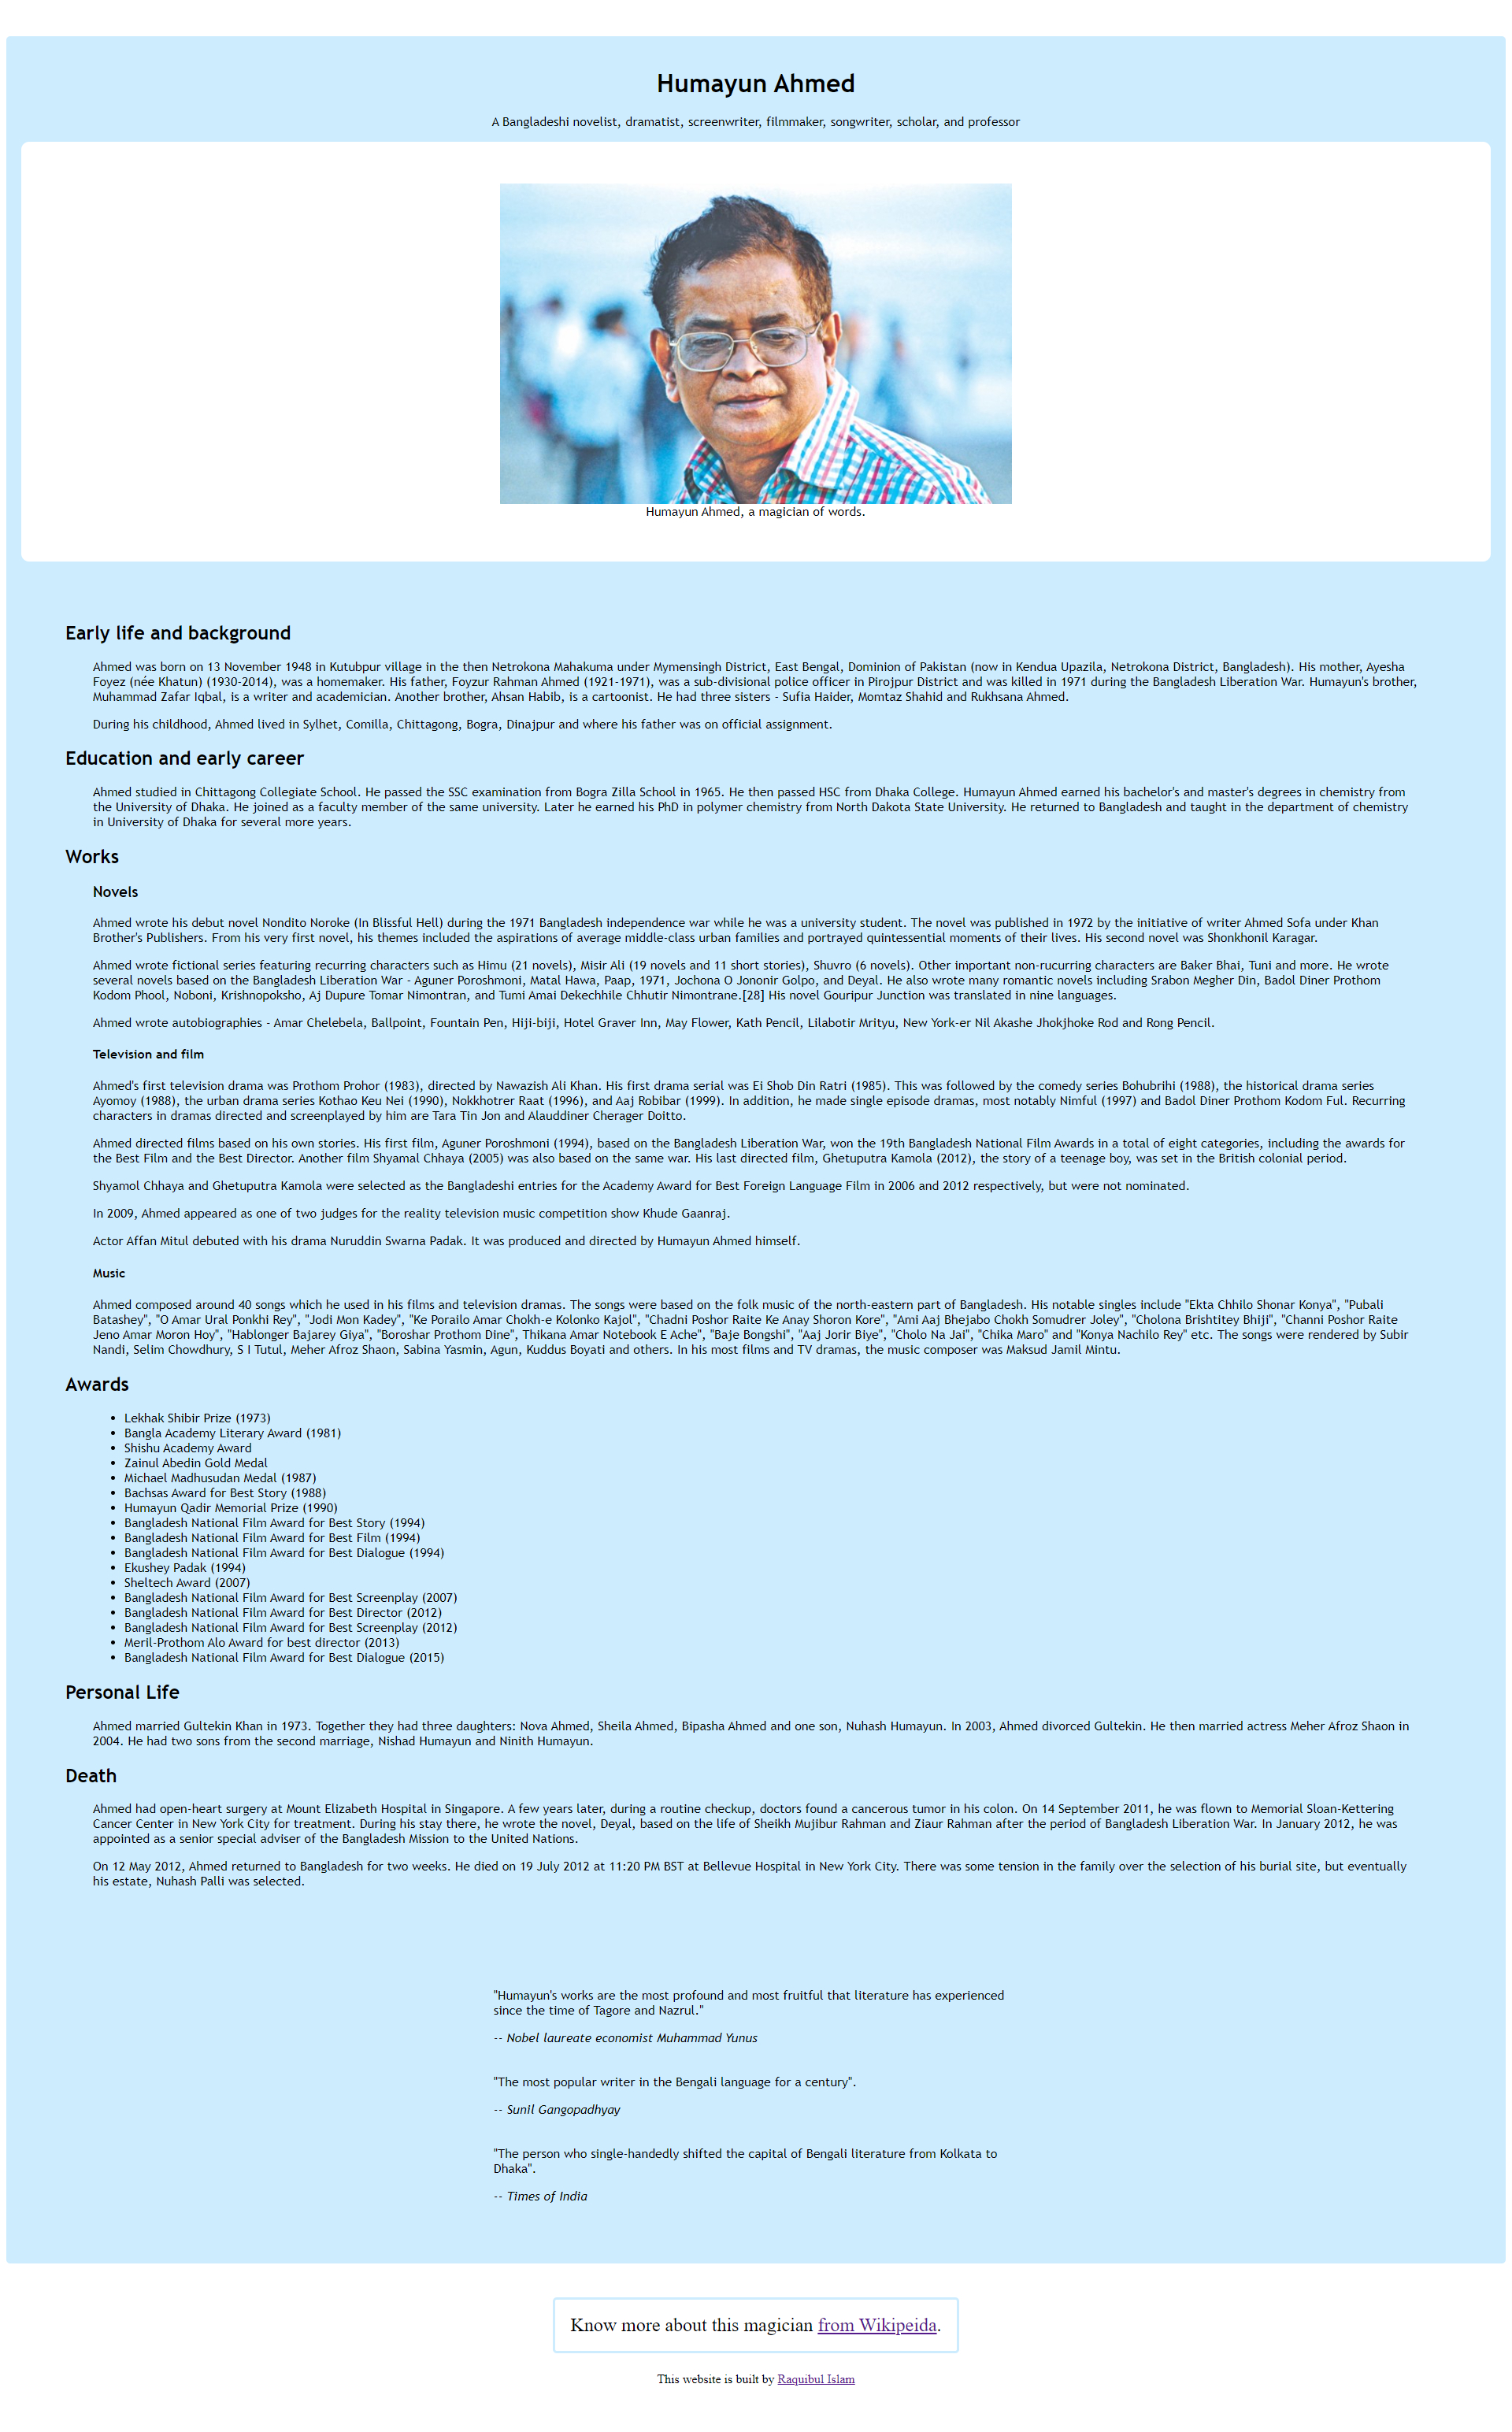 Humayun Ahmed
A Bangladeshi novelist, dramatist, screenwriter, filmmaker, songwriter, scholar, and professor
Humayun Ahmed, a magician of words.
Early life and background
Ahmed was born on 13 November 1948 in Kutubpur village in the then Netrokona Mahakuma under Mymensingh District, East Bengal, Dominion of Pakistan (now in Kendua Upazila, Netrokona District, Bangladesh). His mother, Ayesha
Foyez (née Khatun) (1930-2014), was a homemaker. His father, Foyzur Rahman Ahmed (1921-1971), was a sub-divisional police officer in Pirojpur District and was killed in 1971 during the Bangladesh Liberation War. Humayun's brother,
Muhammad Zafar Iqbal, is a writer and academician. Another brother, Ahsan Habib, is a cartoonist. He had three sisters - Sufia Haider, Momtaz Shahid and Rukhsana Ahmed.
During his childhood, Ahmed lived in Sylhet, Comilla, Chittagong, Bogra, Dinajpur and where his father was on official assignment.
Education and early career
Ahmed studied in Chittagong Collegiate School. He passed the SSC examination from Bogra Zilla School in 1965. He then passed HSC from Dhaka College. Humayun Ahmed earned his bachelor's and master's degrees in chemistry from
the University of Dhaka. He joined as a faculty member of the same university. Later he earned his PhD in polymer chemistry from North Dakota State University. He returned to Bangladesh and taught in the department of chemistry
in University of Dhaka for several more years.
Works
Novels
Ahmed wrote his debut novel Nondito Noroke (In Blissful Hell) during the 1971 Bangladesh independence war while he was a university student. The novel was published in 1972 by the initiative of writer Ahmed Sofa under Khan
Brother's Publishers. From his very first novel, his themes included the aspirations of average middle-class urban families and portrayed quintessential moments of their lives. His second novel was Shonkhonil Karagar.
Ahmed wrote fictional series featuring recurring characters such as Himu (21 novels), Misir Ali (19 novels and 11 short stories), Shuvro (6 novels). Other important non-rucurring characters are Baker Bhai, Tuni and more. He wrote
several novels based on the Bangladesh Liberation War - Aguner Poroshmoni, Matal Hawa, Paap, 1971, Jochona O Jononir Golpo, and Deyal. He also wrote many romantic novels including Srabon Megher Din, Badol Diner Prothom
Kodom Phool, Noboni, Krishnopoksho, Aj Dupure Tomar Nimontran, and Tumi Amai Dekechhile Chhutir Nimontrane.[28] His novel Gouripur Junction was translated in nine languages.
Ahmed wrote autobiographies - Amar Chelebela, Ballpoint, Fountain Pen, Hiji-biji, Hotel Graver Inn, May Flower, Kath Pencil, Lilabotir Mrityu, New York-er Nil Akashe Jhokjhoke Rod and Rong Pencil.
Television and film
Ahmed's first television drama was Prothom Prohor (1983), directed by Nawazish Ali Khan. His first drama serial was Ei Shob Din Ratri (1985). This was followed by the comedy series Bohubrihi (1988), the historical drama series
Ayomoy (1988), the urban drama series Kothao Keu Nei (1990), Nokkhotrer Raat (1996), and Aaj Robibar (1999). In addition, he made single episode dramas, most notably Nimful (1997) and Badol Diner Prothom Kodom Ful. Recurring
characters in dramas directed and screenplayed by him are Tara Tin Jon and Alauddiner Cherager Doitto.
Ahmed directed films based on his own stories. His first film, Aguner Poroshmoni (1994), based on the Bangladesh Liberation War, won the 19th Bangladesh National Film Awards in a total of eight categories, including the awards for
the Best Film and the Best Director. Another film Shyamal Chhaya (2005) was also based on the same war. His last directed film, Ghetuputra Kamola (2012), the story of a teenage boy, was set in the British colonial period.
Shyamol Chhaya and Ghetuputra Kamola were selected as the Bangladeshi entries for the Academy Award for Best Foreign Language Film in 2006 and 2012 respectively, but were not nominated.
In 2009, Ahmed appeared as one of two judges for the reality television music competition show Khude Gaanraj.
Actor Affan Mitul debuted with his drama Nuruddin Swarna Padak. It was produced and directed by Humayun Ahmed himself.
Music
Ahmed composed around 40 songs which he used in his films and television dramas. The songs were based on the folk music of the north-eastern part of Bangladesh. His notable singles include "Ekta Chhilo Shonar Konya", "Pubali
Batashey", "O Amar Ural Ponkhi Rey", "Jodi Mon Kadey", "Ke Porailo Amar Chokh-e Kolonko Kajol", "Chadni Poshor Raite Ke Anay Shoron Kore", "Ami Aaj Bhejabo Chokh Somudrer Joley", "Cholona Brishtitey Bhiji", "Channi Poshor Raite
Jeno Amar Moron Hoy", "Hablonger Bajarey Giya", "Boroshar Prothom Dine", Thikana Amar Notebook E Ache", "Baje Bongshi", "Aaj Jorir Biye", "Cholo Na Jai", "Chika Maro" and "Konya Nachilo Rey" etc. The songs were rendered by Subir
Nandi, Selim Chowdhury, S I Tutul, Meher Afroz Shaon, Sabina Yasmin, Agun, Kuddus Boyati and others. In his most films and TV dramas, the music composer was Maksud Jamil Mintu.
Awards
• Lekhak Shibir Prize (1973)
• Bangla Academy Literary Award (1981)
• Shishu Academy Award
• Zainul Abedin Gold Medal
• Michael Madhusudan Medal (1987)
• Bachsas Award for Best Story (1988)
• Humayun Qadir Memorial Prize (1990)
• Bangladesh National Film Award for Best Story (1994)
• Bangladesh National Film Award for Best Film (1994)
• Bangladesh National Film Award for Best Dialogue (1994)
• Ekushey Padak (1994)
• Sheltech Award (2007)
• Bangladesh National Film Award for Best Screenplay (2007)
• Bangladesh National Film Award for Best Director (2012)
• Bangladesh National Film Award for Best Screenplay (2012)
• Meril-Prothom Alo Award for best director (2013)
• Bangladesh National Film Award for Best Dialogue (2015)
Personal Life
Ahmed married Gultekin Khan in 1973. Together they had three daughters: Nova Ahmed, Sheila Ahmed, Bipasha Ahmed and one son, Nuhash Humayun. In 2003, Ahmed divorced Gultekin. He then married actress Meher Afroz Shaon in
2004. He had two sons from the second marriage, Nishad Humayun and Ninith Humayun.
Death
Ahmed had open-heart surgery at Mount Elizabeth Hospital in Singapore. A few years later, during a routine checkup, doctors found a cancerous tumor in his colon. On 14 September 2011, he was flown to Memorial Sloan-Kettering
Cancer Center in New York City for treatment. During his stay there, he wrote the novel, Deyal, based on the life of Sheikh Mujibur Rahman and Ziaur Rahman after the period of Bangladesh Liberation War. In January 2012, he was
appointed as a senior special adviser of the Bangladesh Mission to the United Nations.
On 12 May 2012, Ahmed returned to Bangladesh for two weeks. He died on 19 July 2012 at 11:20 PM BST at Bellevue Hospital in New York City. There was some tension in the family over the selection of his burial site, but eventually
his estate, Nuhash Palli was selected.
"Humayun's works are the most profound and most fruitful that literature has experienced
since the time of Tagore and Nazrul."
-- Nobel laureate economist Muhammad Yunus
"The most popular writer in the Bengali language for a century".
-- Sunil Gangopadhyay
"The person who single-handedly shifted the capital of Bengali literature from Kolkata to
Dhaka".
-- Times of India
Know more about this magician from Wikipeida.
This website is built by Raquibul Islam